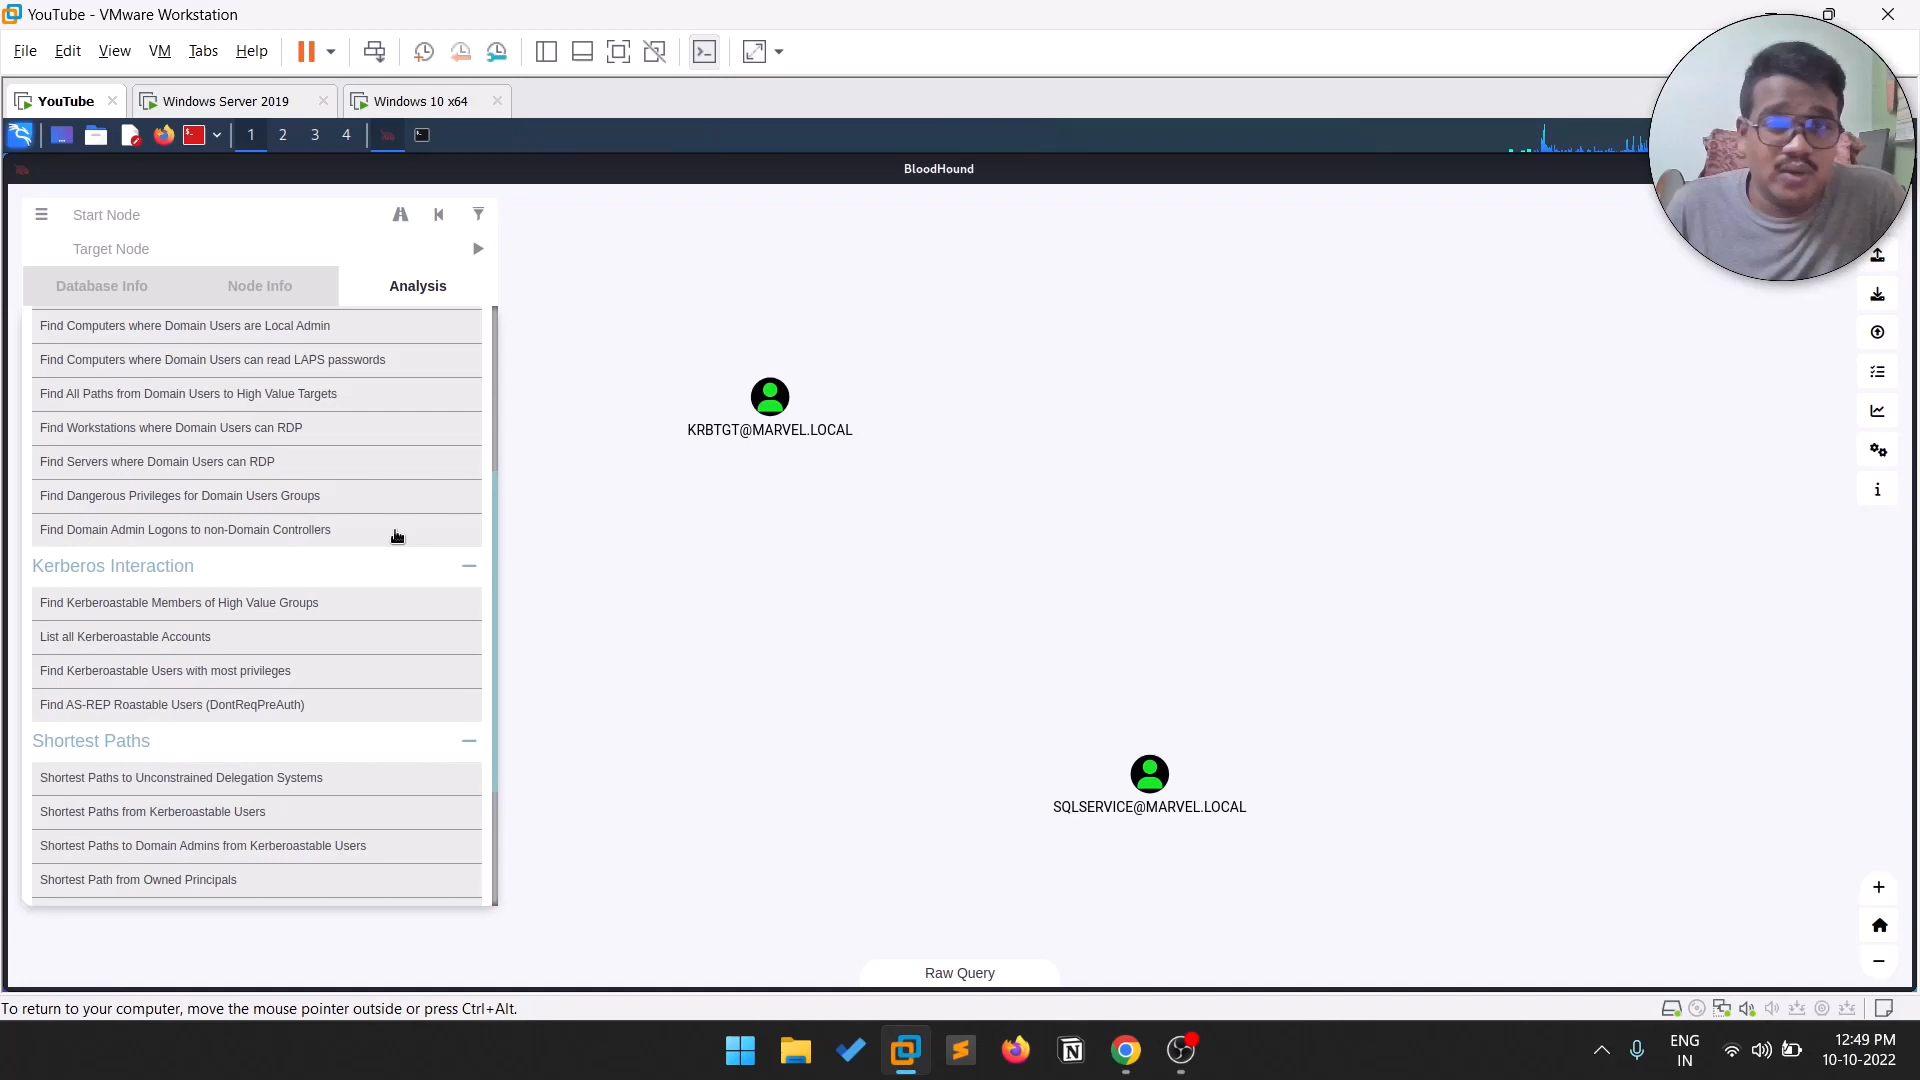 YouTube - VMware Workstation
File Edit View VM Tabs Help
YouTube Windows Server 2019 Windows 10 x64
1 2 3 4
BloodHound
Start Node
Target Node
Database Info Node Info Analysis
Find Computers where Domain Users are Local Admin
Find Computers where Domain Users can read LAPS passwords
Find All Paths from Domain Users to High Value Targets
Find Workstations where Domain Users can RDP
Find Servers where Domain Users can RDP
Find Dangerous Privileges for Domain Users Groups
Find Domain Admin Logons to non-Domain Controllers
Kerberos Interaction
Find Kerberoastable Members of High Value Groups
List all Kerberoastable Accounts
Find Kerberoastable Users with most privileges
Find AS-REP Roastable Users (DontReqPreAuth)
Shortest Paths
Shortest Paths to Unconstrained Delegation Systems
Shortest Paths from Kerberoastable Users
Shortest Paths to Domain Admins from Kerberoastable Users
Shortest Path from Owned Principals
KRBTGT@MARVEL.LOCAL
SQLSERVICE@MARVEL.LOCAL
Raw Query
To return to your computer, move the mouse pointer outside or press Ctrl+Alt.
ENG
IN
12:49 PM
10-10-2022